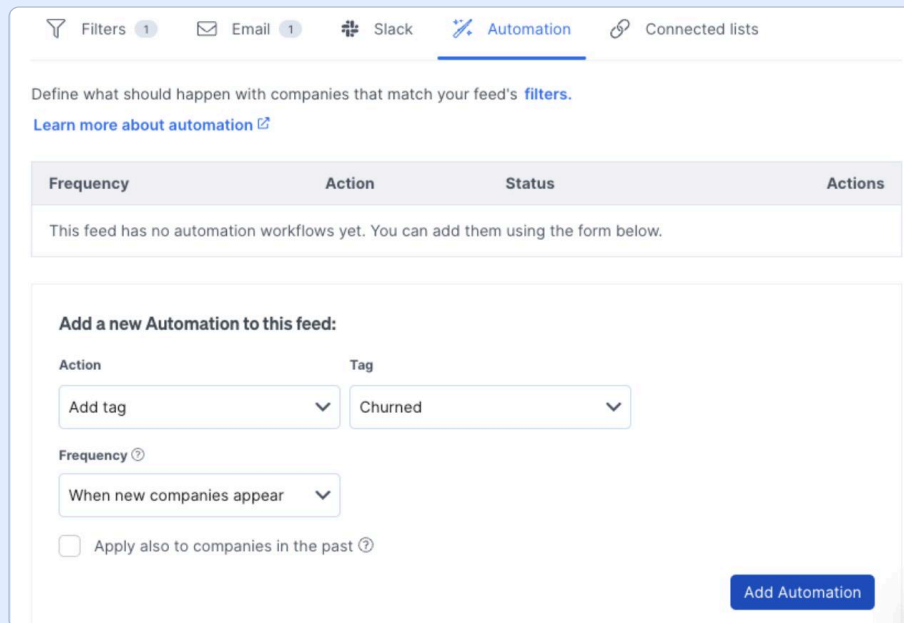 Filters 1 Email 1 Slack Automation Connected lists
Define what should happen with companies that match your feed's filters.
Learn more about automation
Frequency Action Status Actions
This feed has no automation workflows yet. You can add them using the form below.
Add a new Automation to this feed:
Action Tag
Add tag Churned
Frequency ?
When new companies appear
Apply also to companies in the past ?
Add Automation